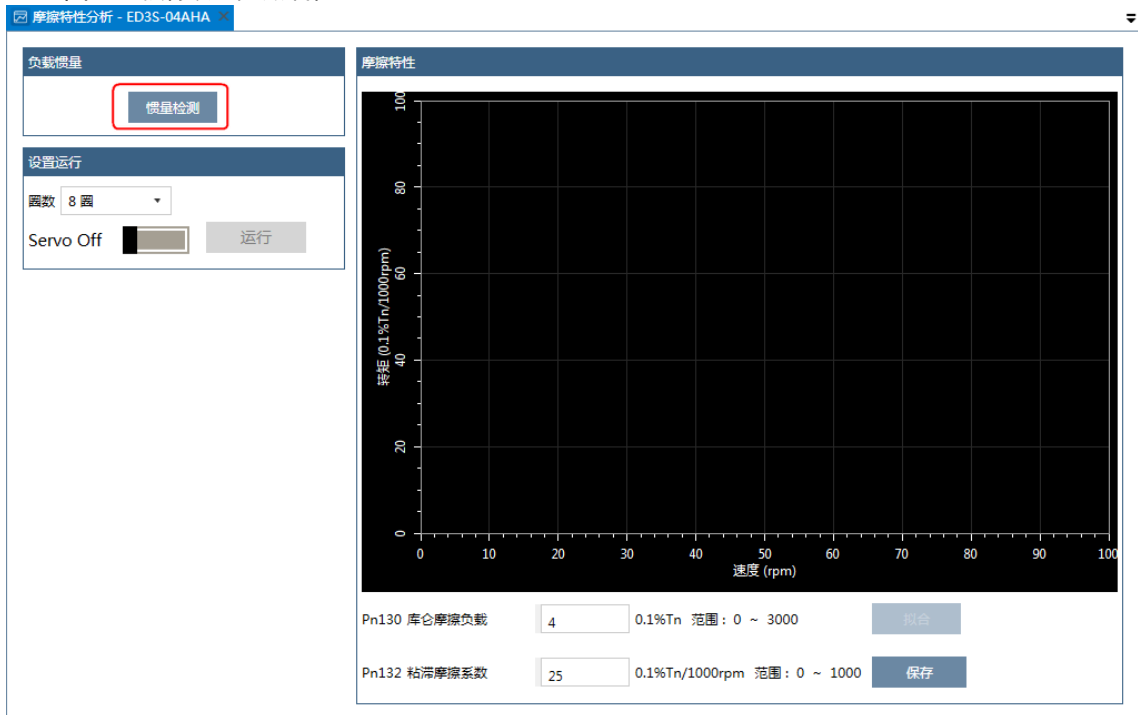 摩擦特性分析 - ED3S-04AHA
负载惯量
惯量检测
设置运行
圈数 8 圈
Servo Off 运行
摩擦特性
转矩 (0.1%Tn/1000rpm)
100
80
60
40
20
0
0 10 20 30 40 50 60 70 80 90 100
速度 (rpm)
Pn130 库仑摩擦负载 4 0.1%Tn 范围：0 ~ 3000 拟合
Pn132 粘滞摩擦系数 25 0.1%Tn/1000rpm 范围：0 ~ 1000 保存